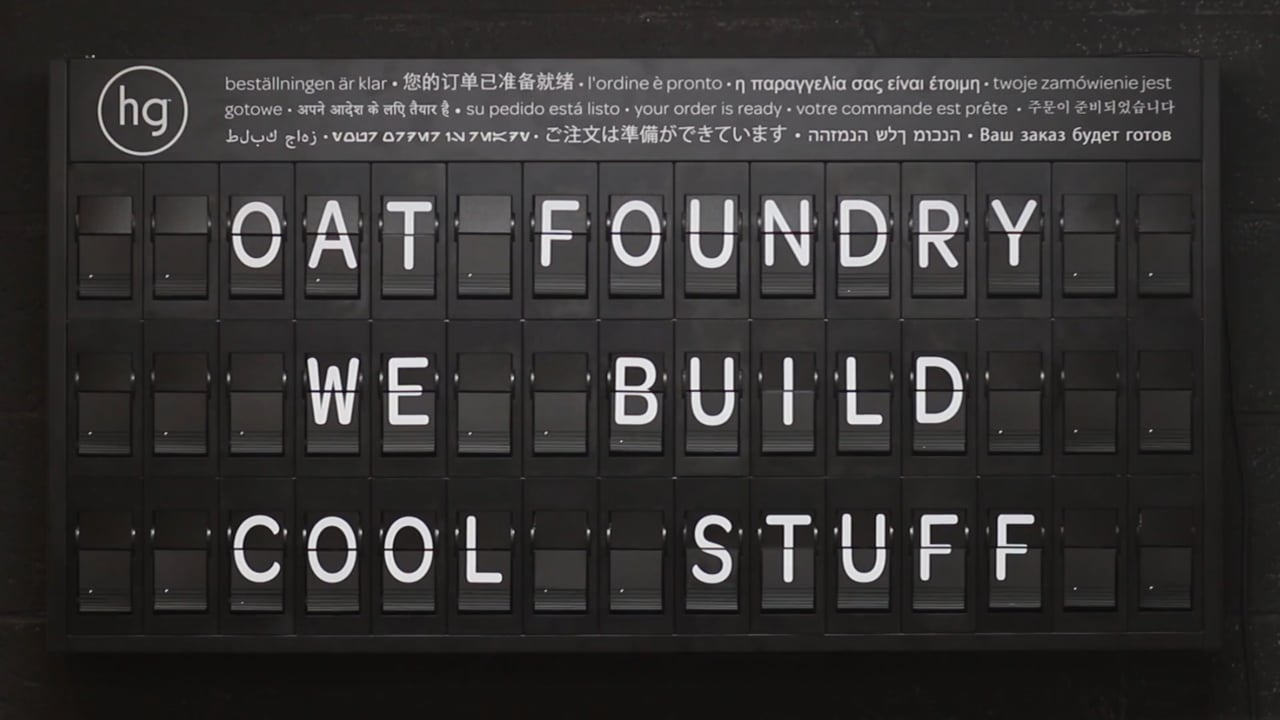 hg
beställningen är klar • 您的订单已准备就绪 • l'ordine è pronto • η παραγγελία σας είναι έτοιμη • twoje zamówienie jest
gotowe • अपने आदेश के लिए तैयार है • su pedido está listo • your order is ready • votre commande est prête • 주문이 준비되었습니다
ご注文は準備ができています • ההזמנה שלך מוכנה • Ваш заказ будет готов
OAT FOUNDRY
WE BUILD
COOL STUFF